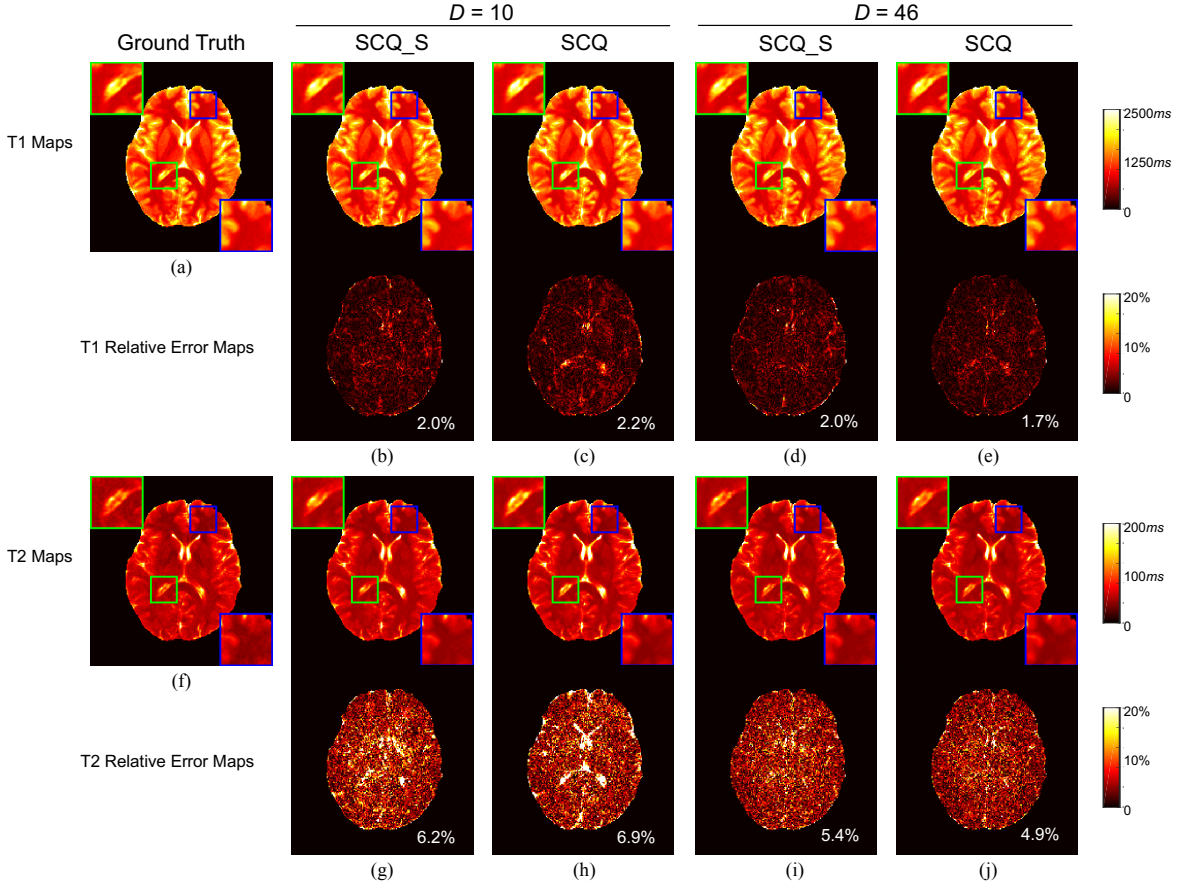 D = 10
D = 46
Ground Truth
SCQ_S
SCQ
SCQ_S
SCQ
T1 Maps
2500ms
1250ms
0
(a)
T1 Relative Error Maps
2.0%
2.2%
2.0%
1.7%
20%
10%
0
(b)
(c)
(d)
(e)
T2 Maps
200ms
100ms
0
(f)
T2 Relative Error Maps
6.2%
6.9%
5.4%
4.9%
20%
10%
0
(g)
(h)
(i)
(j)